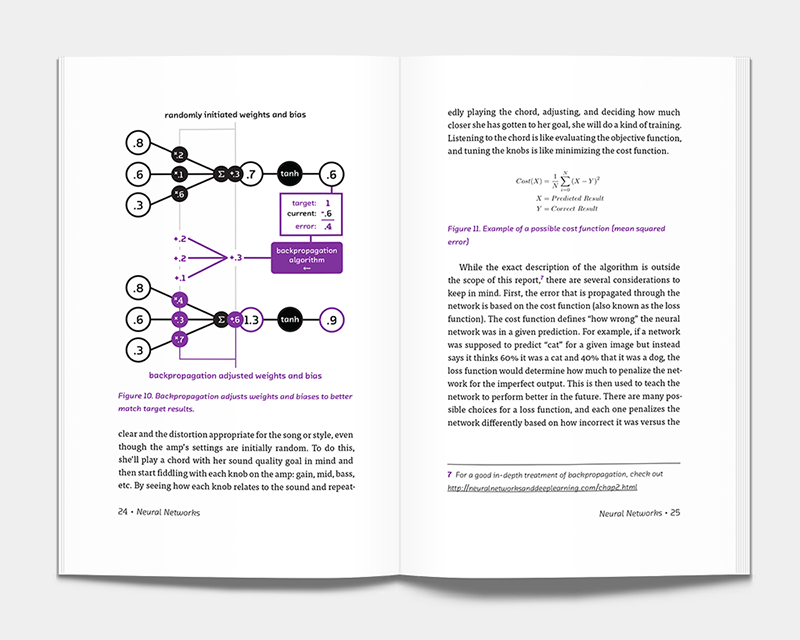 randomly initiated weights and bias
.8
*.2
.6
*.1
Σ
+.3
.7
tanh
.6
.3
*.6
target: 1
current: -.6
error: .4
+.2
+.2
+.3
backpropagation
algorithm
←
+.1
.8
*.4
.6
*.3
Σ
+.6
1.3
tanh
.9
.3
*.7
backpropagation adjusted weights and bias
Figure 10. Backpropagation adjusts weights and biases to better
match target results.
clear and the distortion appropriate for the song or style, even
though the amp's settings are initially random. To do this,
she'll play a chord with her sound quality goal in mind and
then start fiddling with each knob on the amp: gain, mid, bass,
etc. By seeing how each knob relates to the sound and repeat-
24 • Neural Networks
edly playing the chord, adjusting, and deciding how much
closer she has gotten to her goal, she will do a kind of training.
Listening to the chord is like evaluating the objective function,
and tuning the knobs is like minimizing the cost function.
Cost(X) = 1/N Σ_{i=0}^{N} (X − Y)²
X = Predicted Result
Y = Correct Result
Figure 11. Example of a possible cost function (mean squared
error)
While the exact description of the algorithm is outside
the scope of this report,7 there are several considerations to
keep in mind. First, the error that is propagated through the
network is based on the cost function (also known as the loss
function). The cost function defines "how wrong" the neural
network was in a given prediction. For example, if a network
was supposed to predict "cat" for a given image but instead
says it thinks 60% it was a cat and 40% that it was a dog, the
loss function would determine how much to penalize the net-
work for the imperfect output. This is then used to teach the
network to perform better in the future. There are many pos-
sible choices for a loss function, and each one penalizes the
network differently based on how incorrect it was versus the
7 For a good in-depth treatment of backpropagation, check out
http://neuralnetworksanddeeplearning.com/chap2.html
Neural Networks • 25